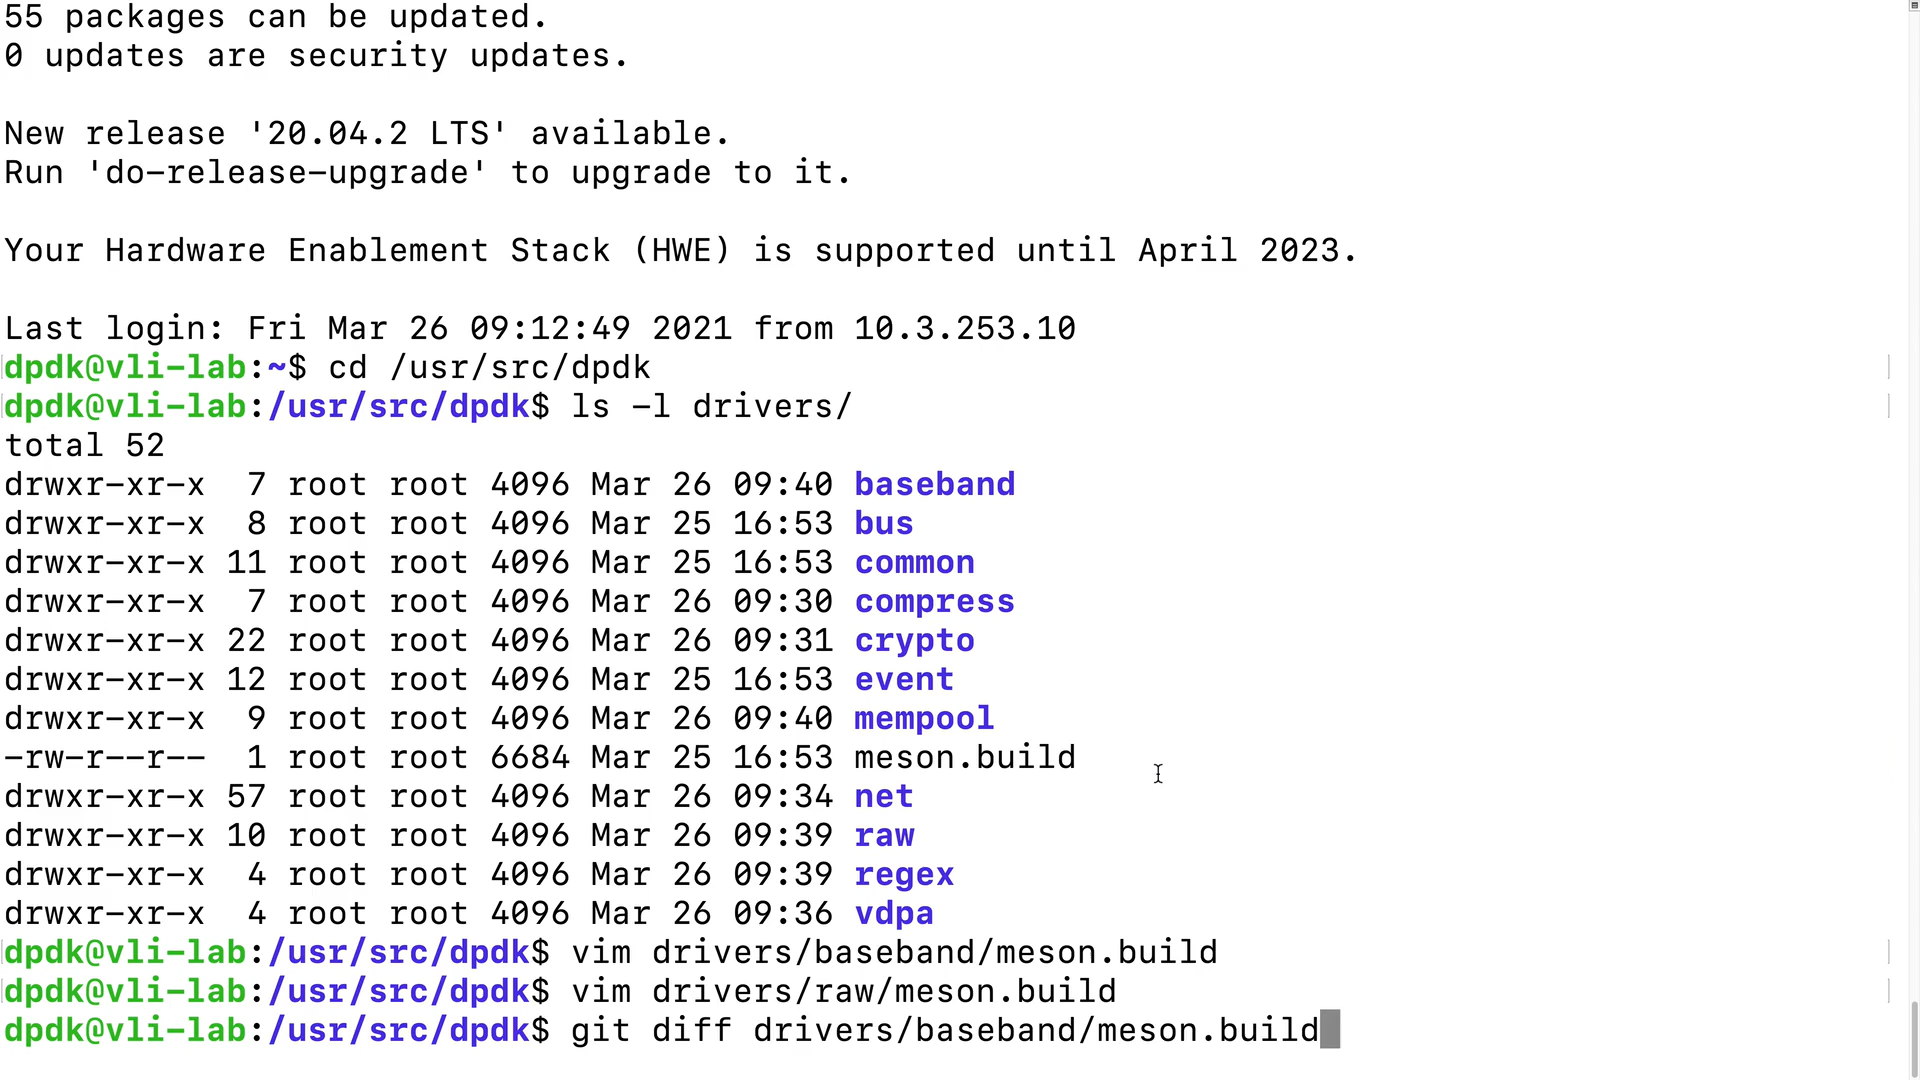 55 packages can be updated.
0 updates are security updates.
New release '20.04.2 LTS' available.
Run 'do-release-upgrade' to upgrade to it.
Your Hardware Enablement Stack (HWE) is supported until April 2023.
Last login: Fri Mar 26 09:12:49 2021 from 10.3.253.10
dpdk@vli-lab:~$ cd /usr/src/dpdk
dpdk@vli-lab:/usr/src/dpdk$ ls -l drivers/
total 52
drwxr-xr-x  7 root root 4096 Mar 26 09:40 baseband
drwxr-xr-x  8 root root 4096 Mar 25 16:53 bus
drwxr-xr-x 11 root root 4096 Mar 25 16:53 common
drwxr-xr-x  7 root root 4096 Mar 26 09:30 compress
drwxr-xr-x 22 root root 4096 Mar 26 09:31 crypto
drwxr-xr-x 12 root root 4096 Mar 25 16:53 event
drwxr-xr-x  9 root root 4096 Mar 26 09:40 mempool
-rw-r--r--  1 root root 6684 Mar 25 16:53 meson.build
drwxr-xr-x 57 root root 4096 Mar 26 09:34 net
drwxr-xr-x 10 root root 4096 Mar 26 09:39 raw
drwxr-xr-x  4 root root 4096 Mar 26 09:39 regex
drwxr-xr-x  4 root root 4096 Mar 26 09:36 vdpa
dpdk@vli-lab:/usr/src/dpdk$ vim drivers/baseband/meson.build
dpdk@vli-lab:/usr/src/dpdk$ vim drivers/raw/meson.build
dpdk@vli-lab:/usr/src/dpdk$ git diff drivers/baseband/meson.build